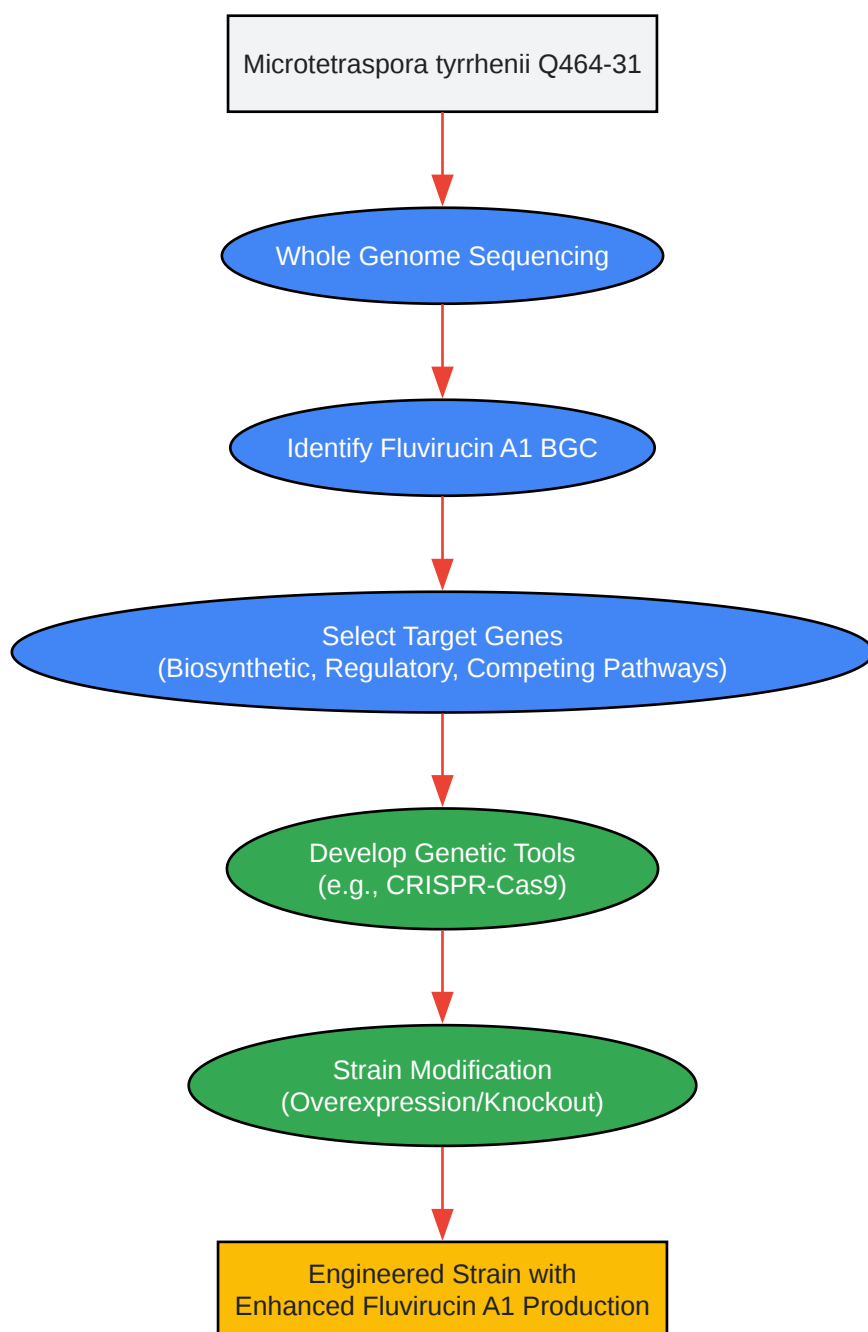 Microtetraspora tyrrhenii Q464-31
Whole Genome Sequencing
Identify Fluvirucin A1 BGC
Select Target Genes
(Biosynthetic, Regulatory, Competing Pathways)
Develop Genetic Tools
(e.g., CRISPR-Cas9)
Strain Modification
(Overexpression/Knockout)
Engineered Strain with
Enhanced Fluvirucin A1 Production